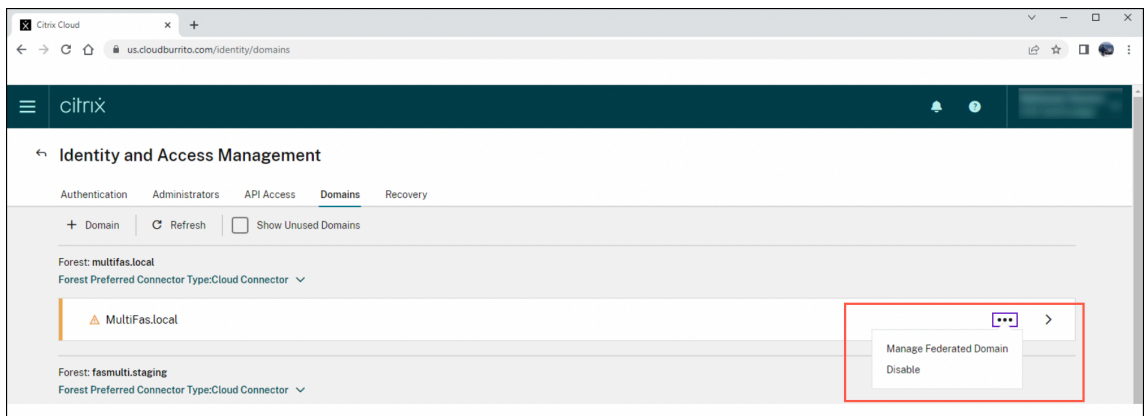 Citrix Cloud
us.cloudburrito.com/identity/domains
citrix
Identity and Access Management
Authentication Administrators API Access Domains Recovery
+ Domain Refresh Show Unused Domains
Forest: multifas.local
Forest Preferred Connector Type:Cloud Connector
MultiFas.local
Manage Federated Domain
Disable
Forest: fasmulti.staging
Forest Preferred Connector Type:Cloud Connector